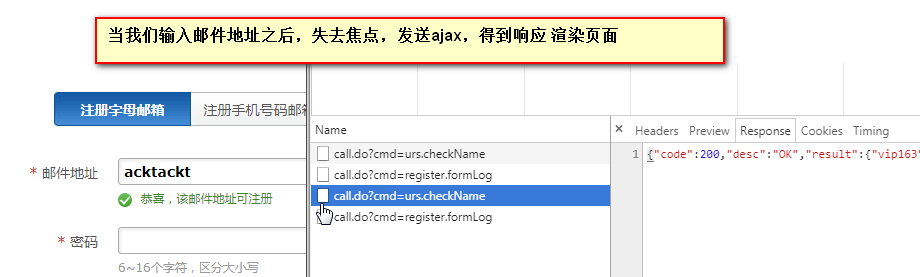 当我们输入邮件地址之后，失去焦点，发送ajax，得到响应 渲染页面
注册字母邮箱
注册手机号码邮箱
* 邮件地址
acktackt
恭喜，该邮件地址可注册
* 密码
6~16个字符，区分大小写
Name
call.do?cmd=urs.checkName
call.do?cmd=register.formLog
call.do?cmd=urs.checkName
call.do?cmd=register.formLog
× Headers Preview Response Cookies Timing
1 {"code":200,"desc":"OK","result":{"vip163"